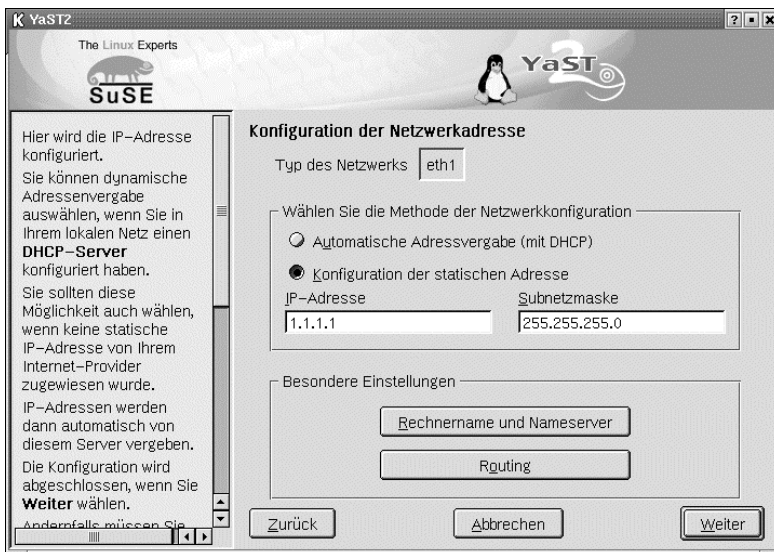 YaST2
The Linux Experts
SuSE
YaST
2
Hier wird die IP-Adresse
konfiguriert.
Sie können dynamische
Adressenvergabe
auswählen, wenn Sie in
Ihrem lokalen Netz einen
DHCP-Server
konfiguriert haben.
Sie sollten diese
Möglichkeit auch wählen,
wenn keine statische
IP-Adresse von Ihrem
Internet-Provider
zugewiesen wurde.
IP-Adressen werden
dann automatisch von
diesem Server vergeben.
Die Konfiguration wird
abgeschlossen, wenn Sie
Weiter wählen.
Andernfalls müssen Sie
Konfiguration der Netzwerkadresse
Typ des Netzwerks eth1
Wählen Sie die Methode der Netzwerkkonfiguration
Automatische Adressvergabe (mit DHCP)
Konfiguration der statischen Adresse
IP-Adresse Subnetzmaske
1.1.1.1 255.255.255.0
Besondere Einstellungen
Rechnername und Nameserver
Routing
Zurück Abbrechen Weiter